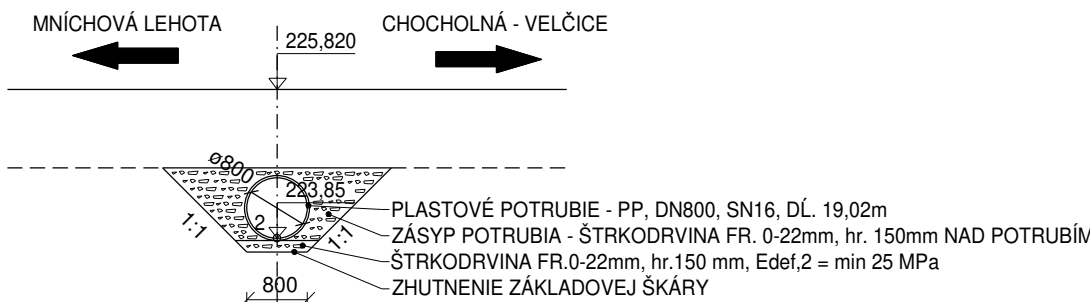 MNÍCHOVÁ LEHOTA
CHOCHOLNÁ - VELČICE
225,820
ø800
223,85
2
1:1
1:1
PLASTOVÉ POTRUBIE - PP, DN800, SN16, DĹ. 19,02m
ZÁSYP POTRUBIA - ŠTRKODRVINA FR. 0-22mm, hr. 150mm NAD POTRUBÍM
ŠTRKODRVINA FR.0-22mm, hr.150 mm, Edef,2 = min 25 MPa
ZHUTNENIE ZÁKLADOVEJ ŠKÁRY
800